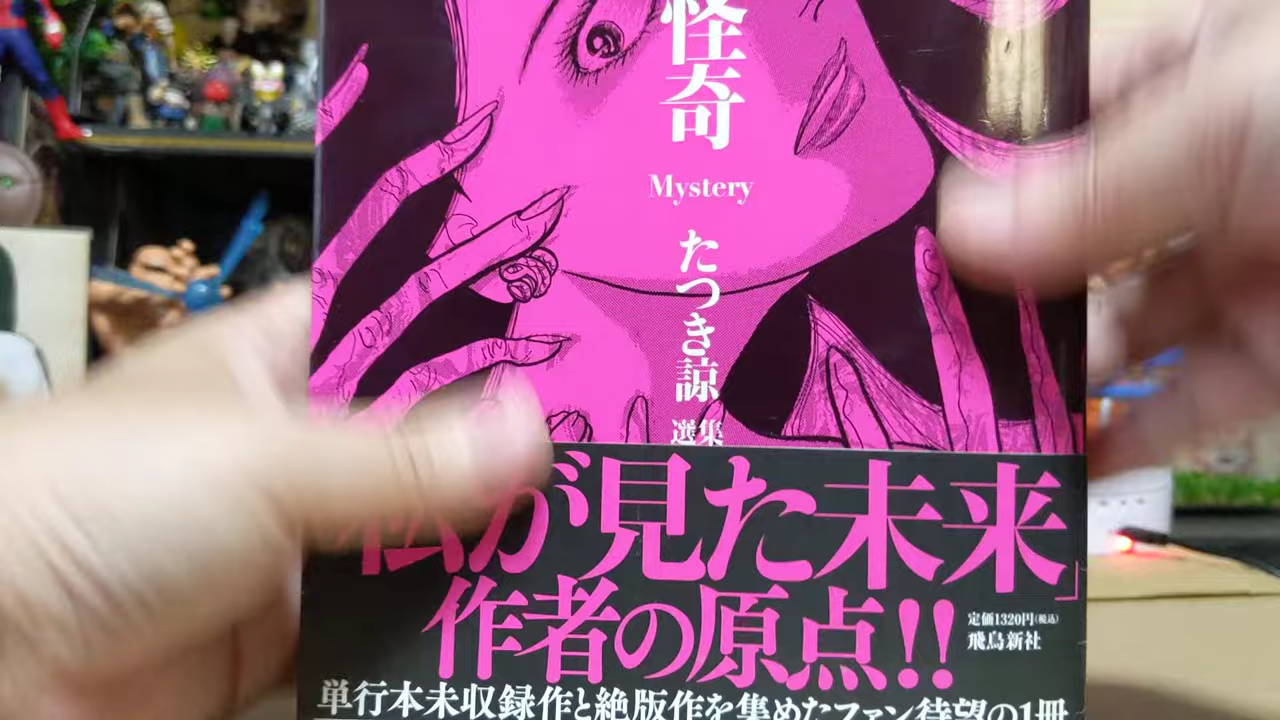 怪奇
Mystery
たつき諒
選集
私が見た未来」
作者の原点!!
定価1320円(税込)
飛鳥新社
単行本未収録作と絶版作を集めたファン待望の1冊